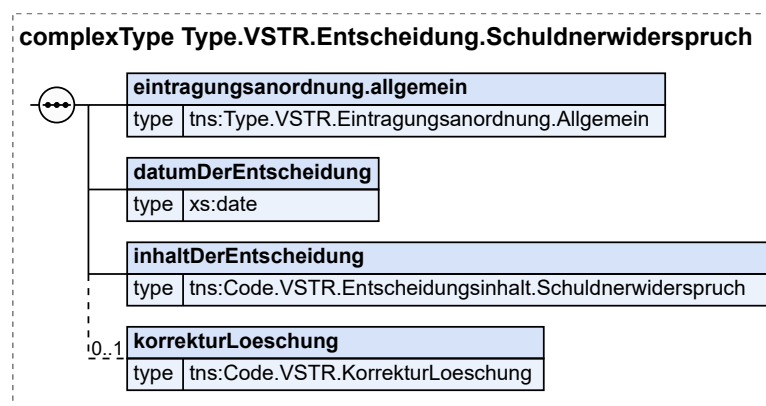 complexType Type.VSTR.Entscheidung.Schuldnerwiderspruch
eintragungsanordnung.allgemein
type tns:Type.VSTR.Eintragungsanordnung.Allgemein
datumDerEntscheidung
type xs:date
inhaltDerEntscheidung
type tns:Code.VSTR.Entscheidungsinhalt.Schuldnerwiderspruch
0..1 korrekturLoeschung
type tns:Code.VSTR.KorrekturLoeschung